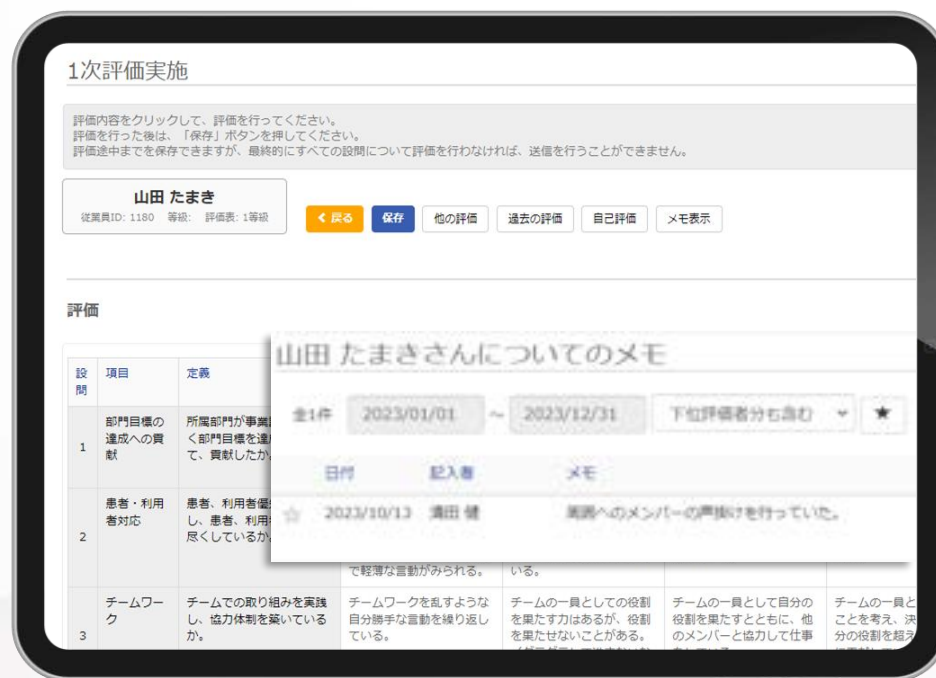 1次評価実施
評価内容をクリックして、評価を行ってください。
評価を行った後は、「保存」ボタンを押してください。
評価途中までを保存できますが、最終的にすべての設問について評価を行わなければ、送信を行うことができません。
山田 たまき
従業員ID: 1180 等級: 評価表: 1等級
戻る 保存 他の評価 過去の評価 自己評価 メモ表示
評価
山田 たまきさんについてのメモ
全1件 2023/01/01 ～ 2023/12/31 下位評価者分も含む ★
日付 記入者 メモ
☆ 2023/10/13 健 周囲へのメンバーの声掛けを行っていた。
設問 項目 定義
1
部門目標の
達成への貢
献
所属部門が事業
く部門目標を達
て、貢献したか
2
患者・利用
者対応
患者、利用者優
し、患者、利用
尽くしているか
で軽薄な言動がみられる。
いる。
3
チームワー
ク
チームでの取り組みを実践
し、協力体制を築いている
か。
チームワークを乱すような
自分勝手な言動を繰り返し
ている。
チームの一員としての役割
を果たす力はあるが、役割
を果たせないことがある。
チームの一員として自分の
役割を果たすとともに、他
のメンバーと協力して仕事
チームの一員と
ことを考え、決
分の役割を超え